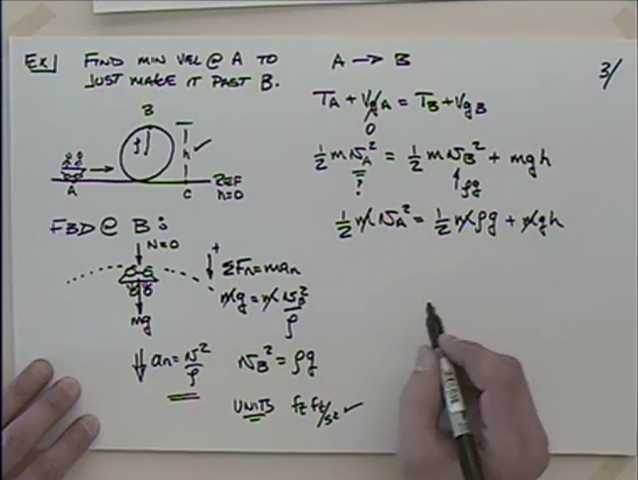 EX1 FIND MIN VEL @ A TO
JUST MAKE IT PAST B.
B
ρ
h ✓
A
C
REF
h=0
FBD @ B:
N=0
mg
+
ΣFn=man
mg = m vB²/ρ
an = v²/ρ
vB² = ρg
UNITS ft ft/s² ✓
A → B
3/
TA + VgA = TB + VgB
0
½ m vA² = ½ m vB² + mgh
?
ρg
½ m vA² = ½ m ρg + mgh